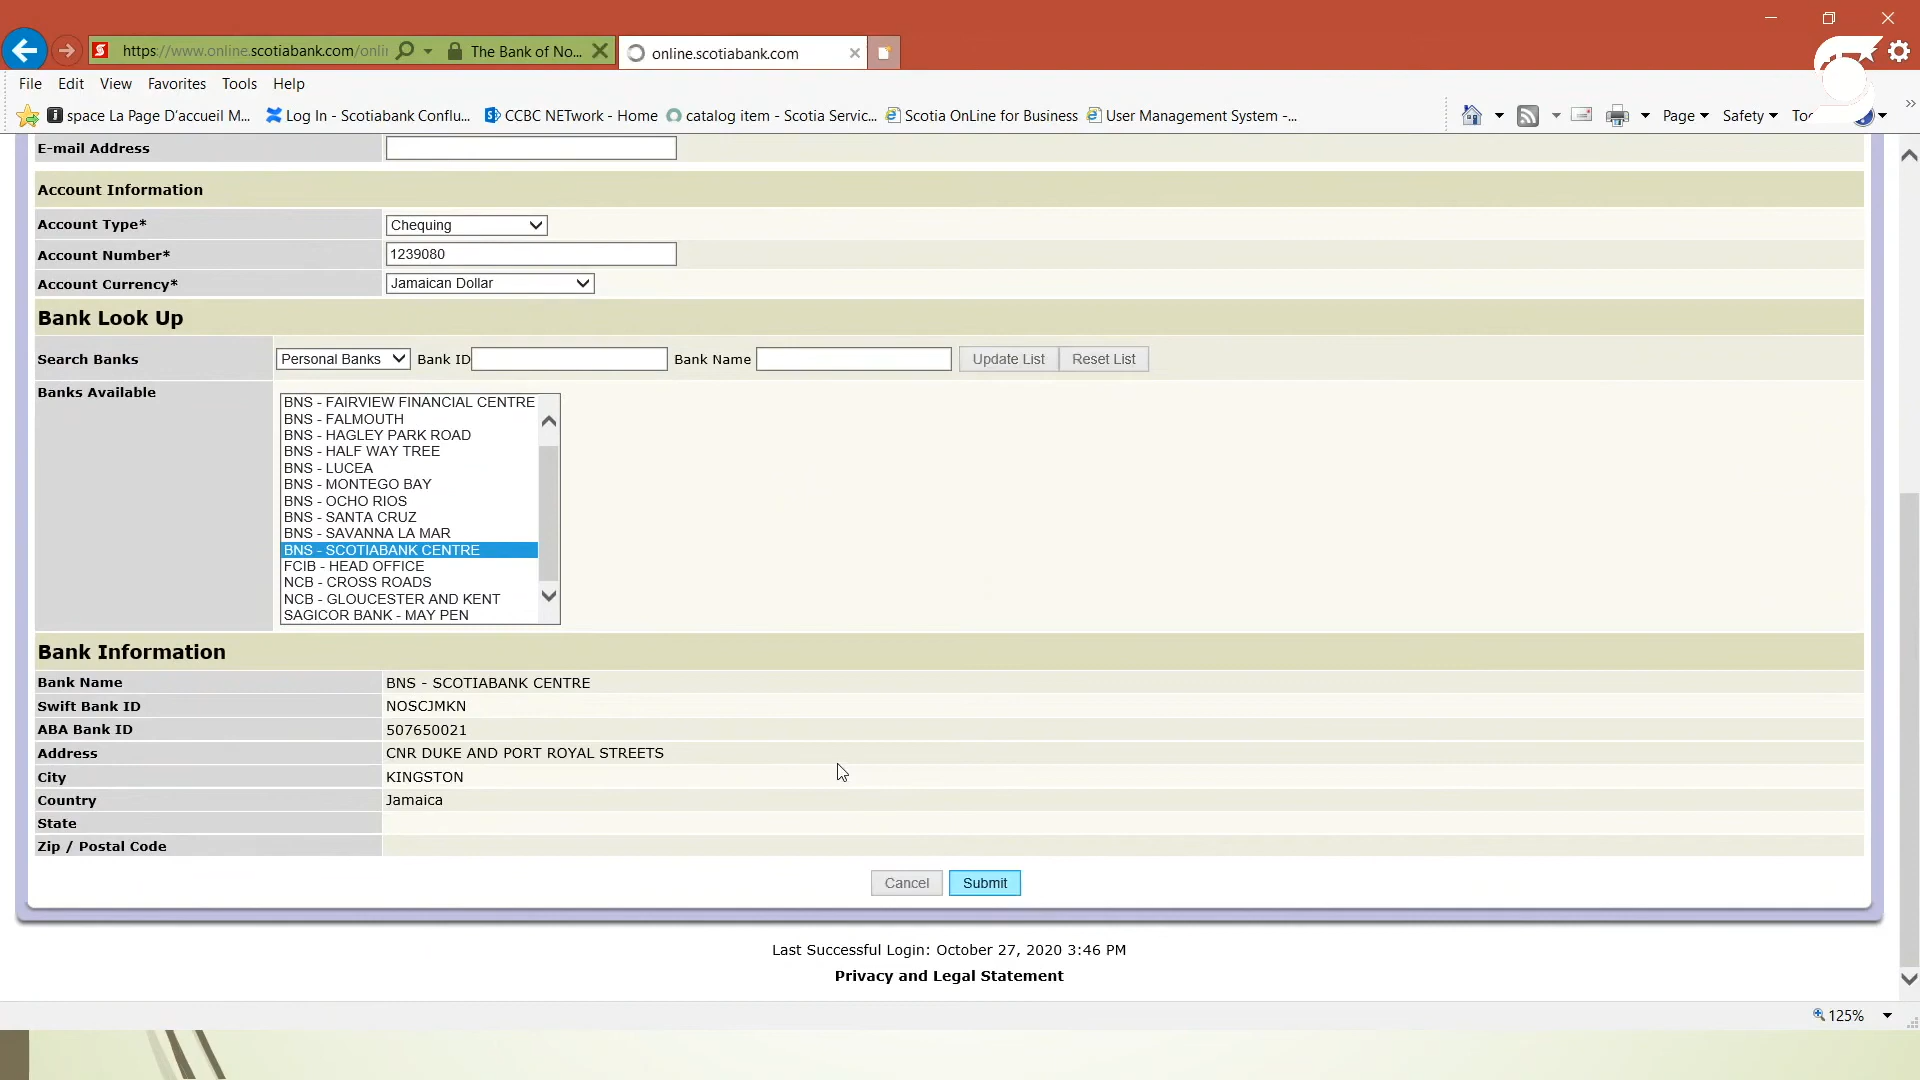 https://www.online.scotiabank.com/onli
The Bank of No...
online.scotiabank.com
File Edit View Favorites Tools Help
space La Page D'accueil M... Log In - Scotiabank Conflu... CCBC NETwork - Home catalog item - Scotia Servic... Scotia OnLine for Business User Management System -... Page Safety Too
E-mail Address
Account Information
Account Type* Chequing
Account Number* 1239080
Account Currency* Jamaican Dollar
Bank Look Up
Search Banks Personal Banks Bank ID Bank Name Update List Reset List
Banks Available
BNS - FAIRVIEW FINANCIAL CENTRE
BNS - FALMOUTH
BNS - HAGLEY PARK ROAD
BNS - HALF WAY TREE
BNS - LUCEA
BNS - MONTEGO BAY
BNS - OCHO RIOS
BNS - SANTA CRUZ
BNS - SAVANNA LA MAR
BNS - SCOTIABANK CENTRE
FCIB - HEAD OFFICE
NCB - CROSS ROADS
NCB - GLOUCESTER AND KENT
SAGICOR BANK - MAY PEN
Bank Information
Bank Name BNS - SCOTIABANK CENTRE
Swift Bank ID NOSCJMKN
ABA Bank ID 507650021
Address CNR DUKE AND PORT ROYAL STREETS
City KINGSTON
Country Jamaica
State
Zip / Postal Code
Cancel Submit
Last Successful Login: October 27, 2020 3:46 PM
Privacy and Legal Statement
125%